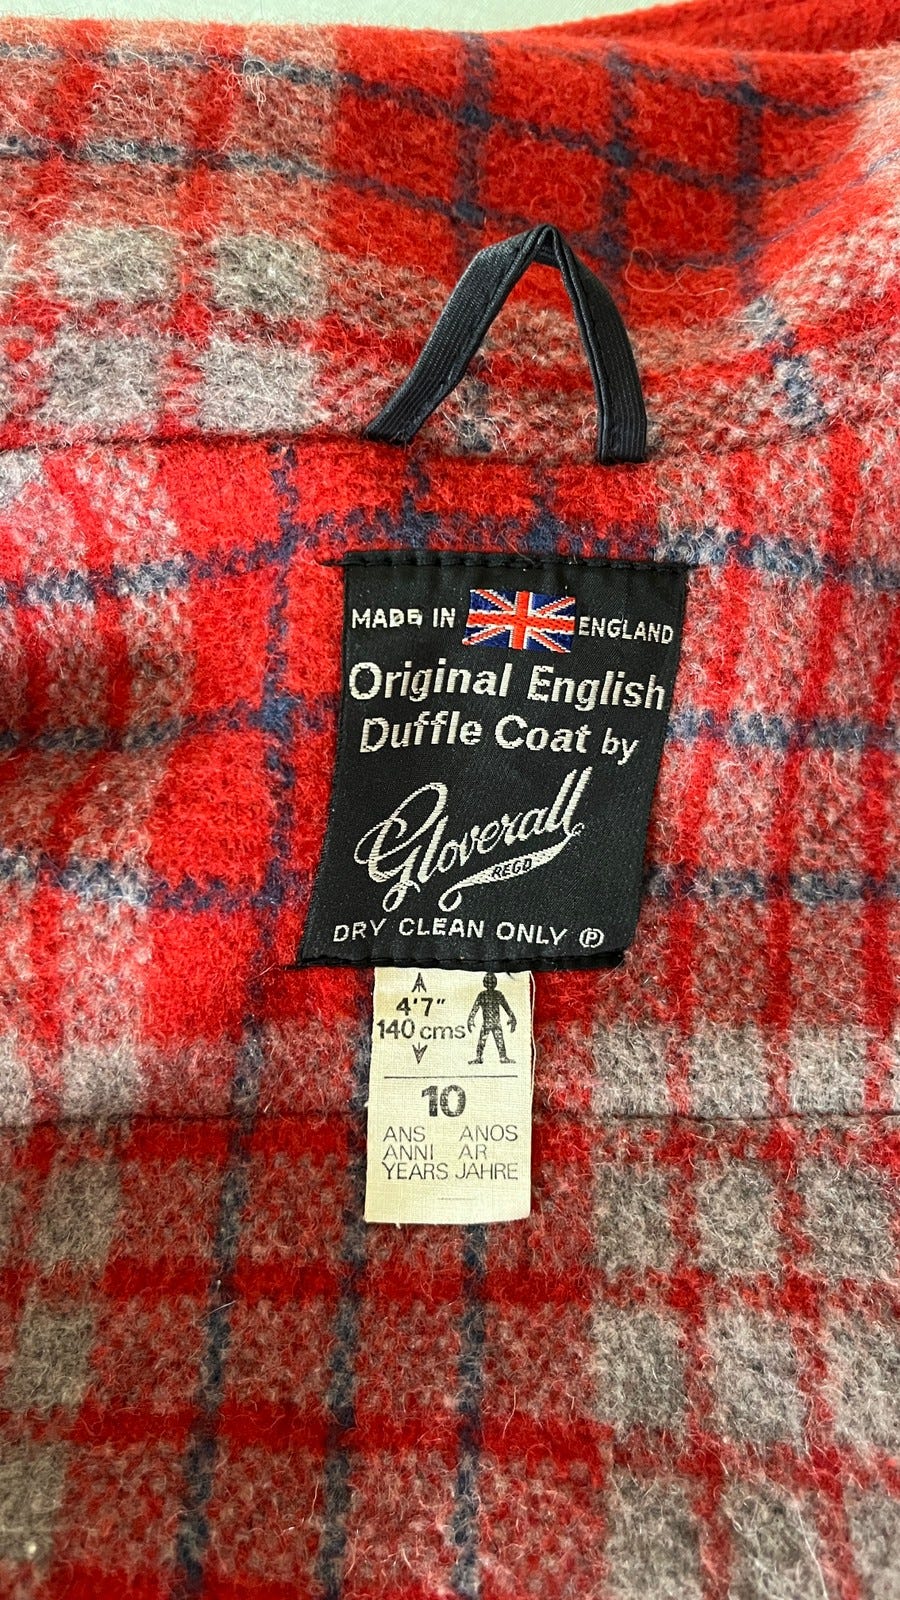 MADE IN ENGLAND
Original English
Duffle Coat by
Gloverall
REGD
DRY CLEAN ONLY Ⓟ
4'7"
140 cms
10
ANS ANOS
ANNI AR
YEARS JAHRE